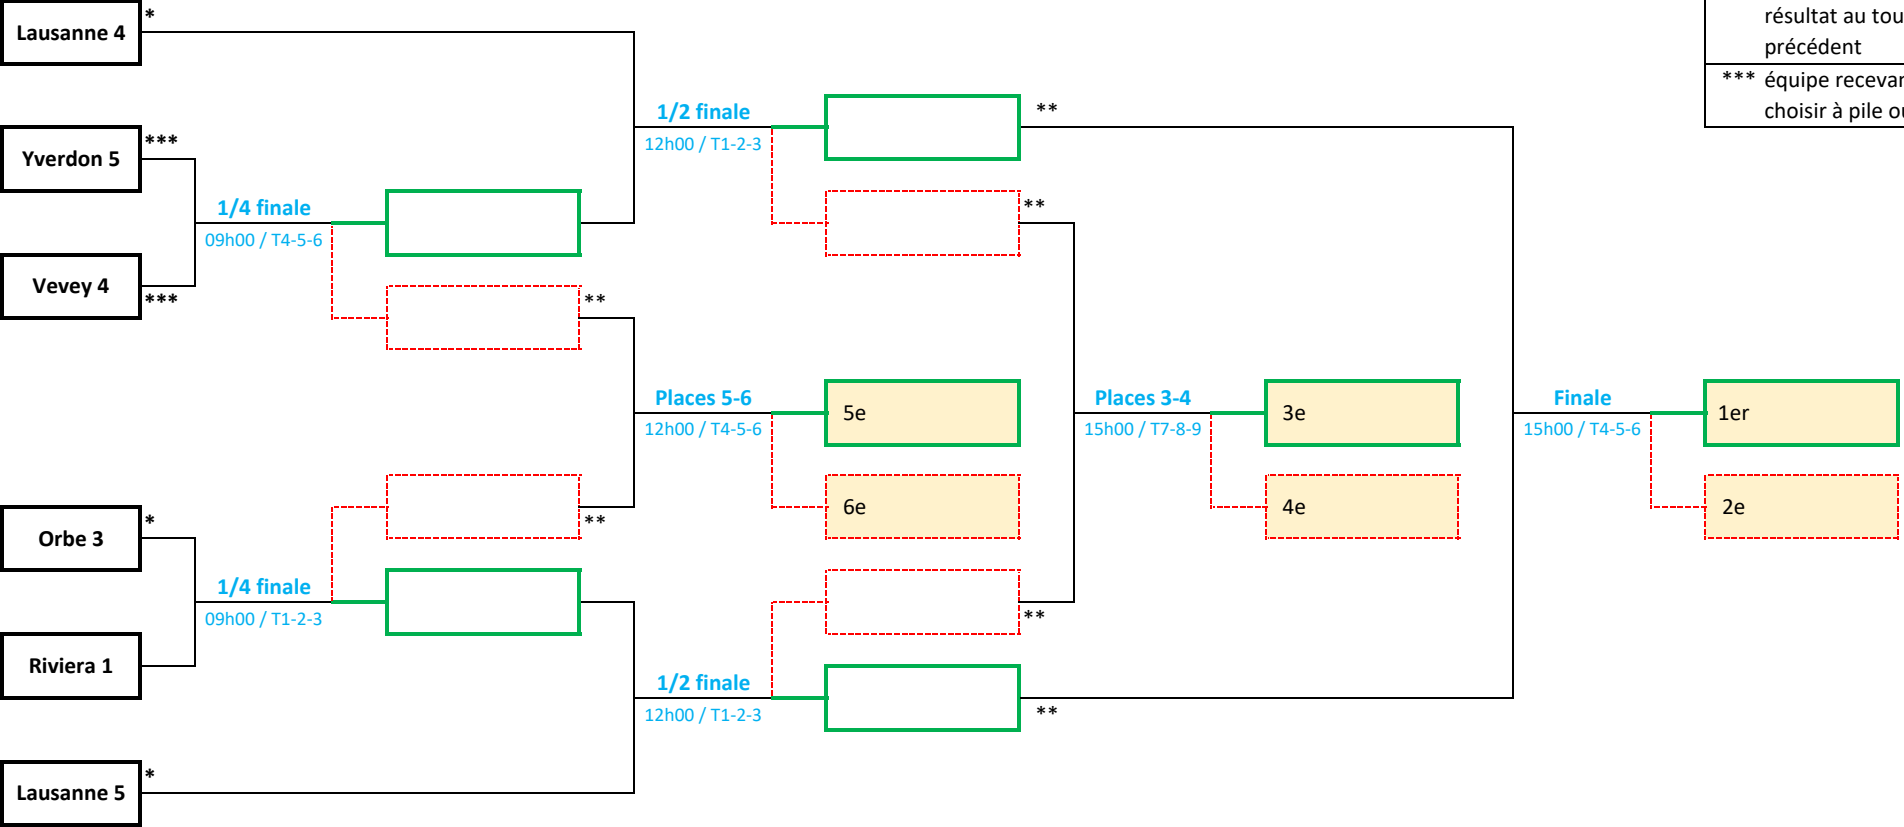 Lausanne 4
*
résultat au tou
précédent
*** équipe receva
choisir à pile
1/2 finale
12h00 / T1-2-3
**
Yverdon 5
***
1/4 finale
09h00 / T4-5-6
**
Vevey 4
***
**
Places 5-6
12h00 / T4-5-6
5e
Places 3-4
15h00 / T7-8-9
3e
Finale
15h00 / T4-5-6
1er
6e
4e
2e
**
Orbe 3
*
1/4 finale
09h00 / T1-2-3
**
Riviera 1
1/2 finale
12h00 / T1-2-3
**
Lausanne 5
*